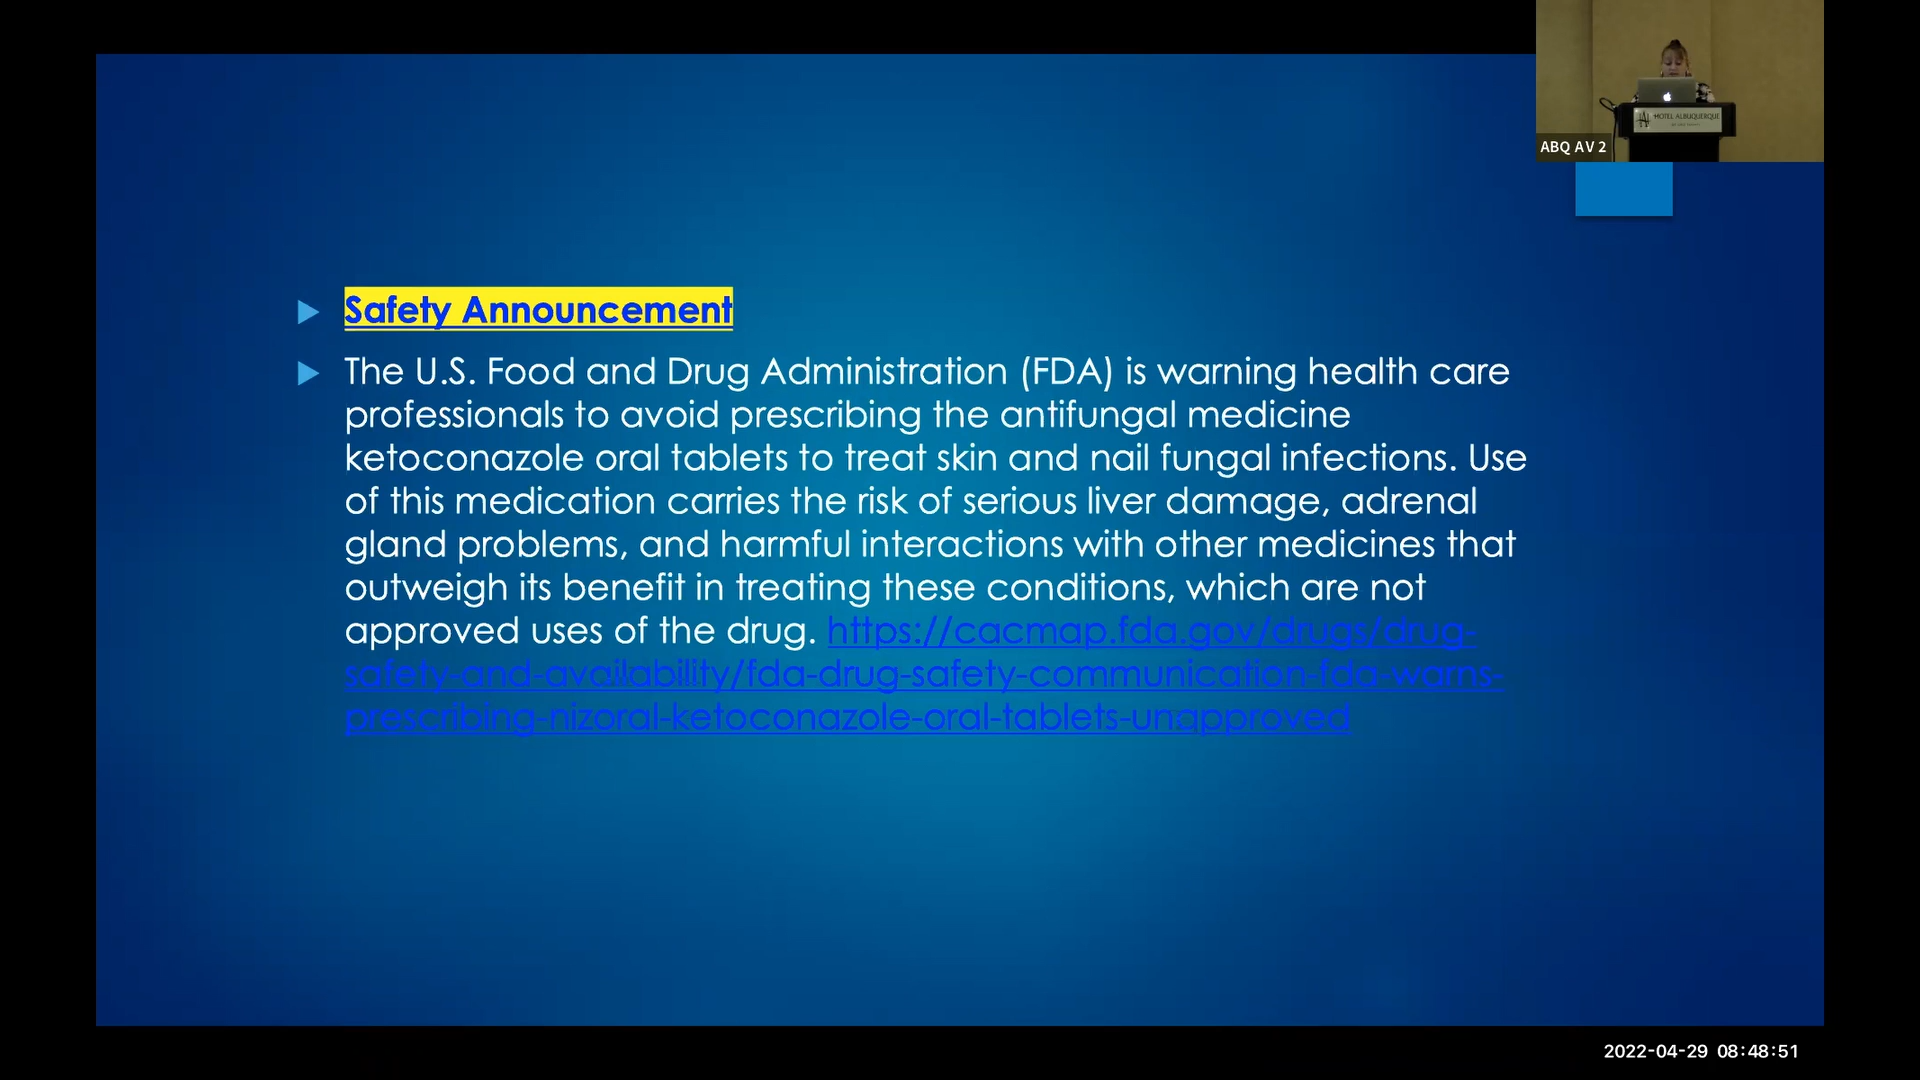 ABQ AV 2
HOTEL ALBUQUERQUE
Safety Announcement
The U.S. Food and Drug Administration (FDA) is warning health care
professionals to avoid prescribing the antifungal medicine
ketoconazole oral tablets to treat skin and nail fungal infections. Use
of this medication carries the risk of serious liver damage, adrenal
gland problems, and harmful interactions with other medicines that
outweigh its benefit in treating these conditions, which are not
approved uses of the drug. https://cacmap.fda.gov/drugs/drug-
safety-and-availability/fda-drug-safety-communication-fda-warns-
prescribing-nizoral-ketoconazole-oral-tablets-unapproved
2022-04-29 08:48:51